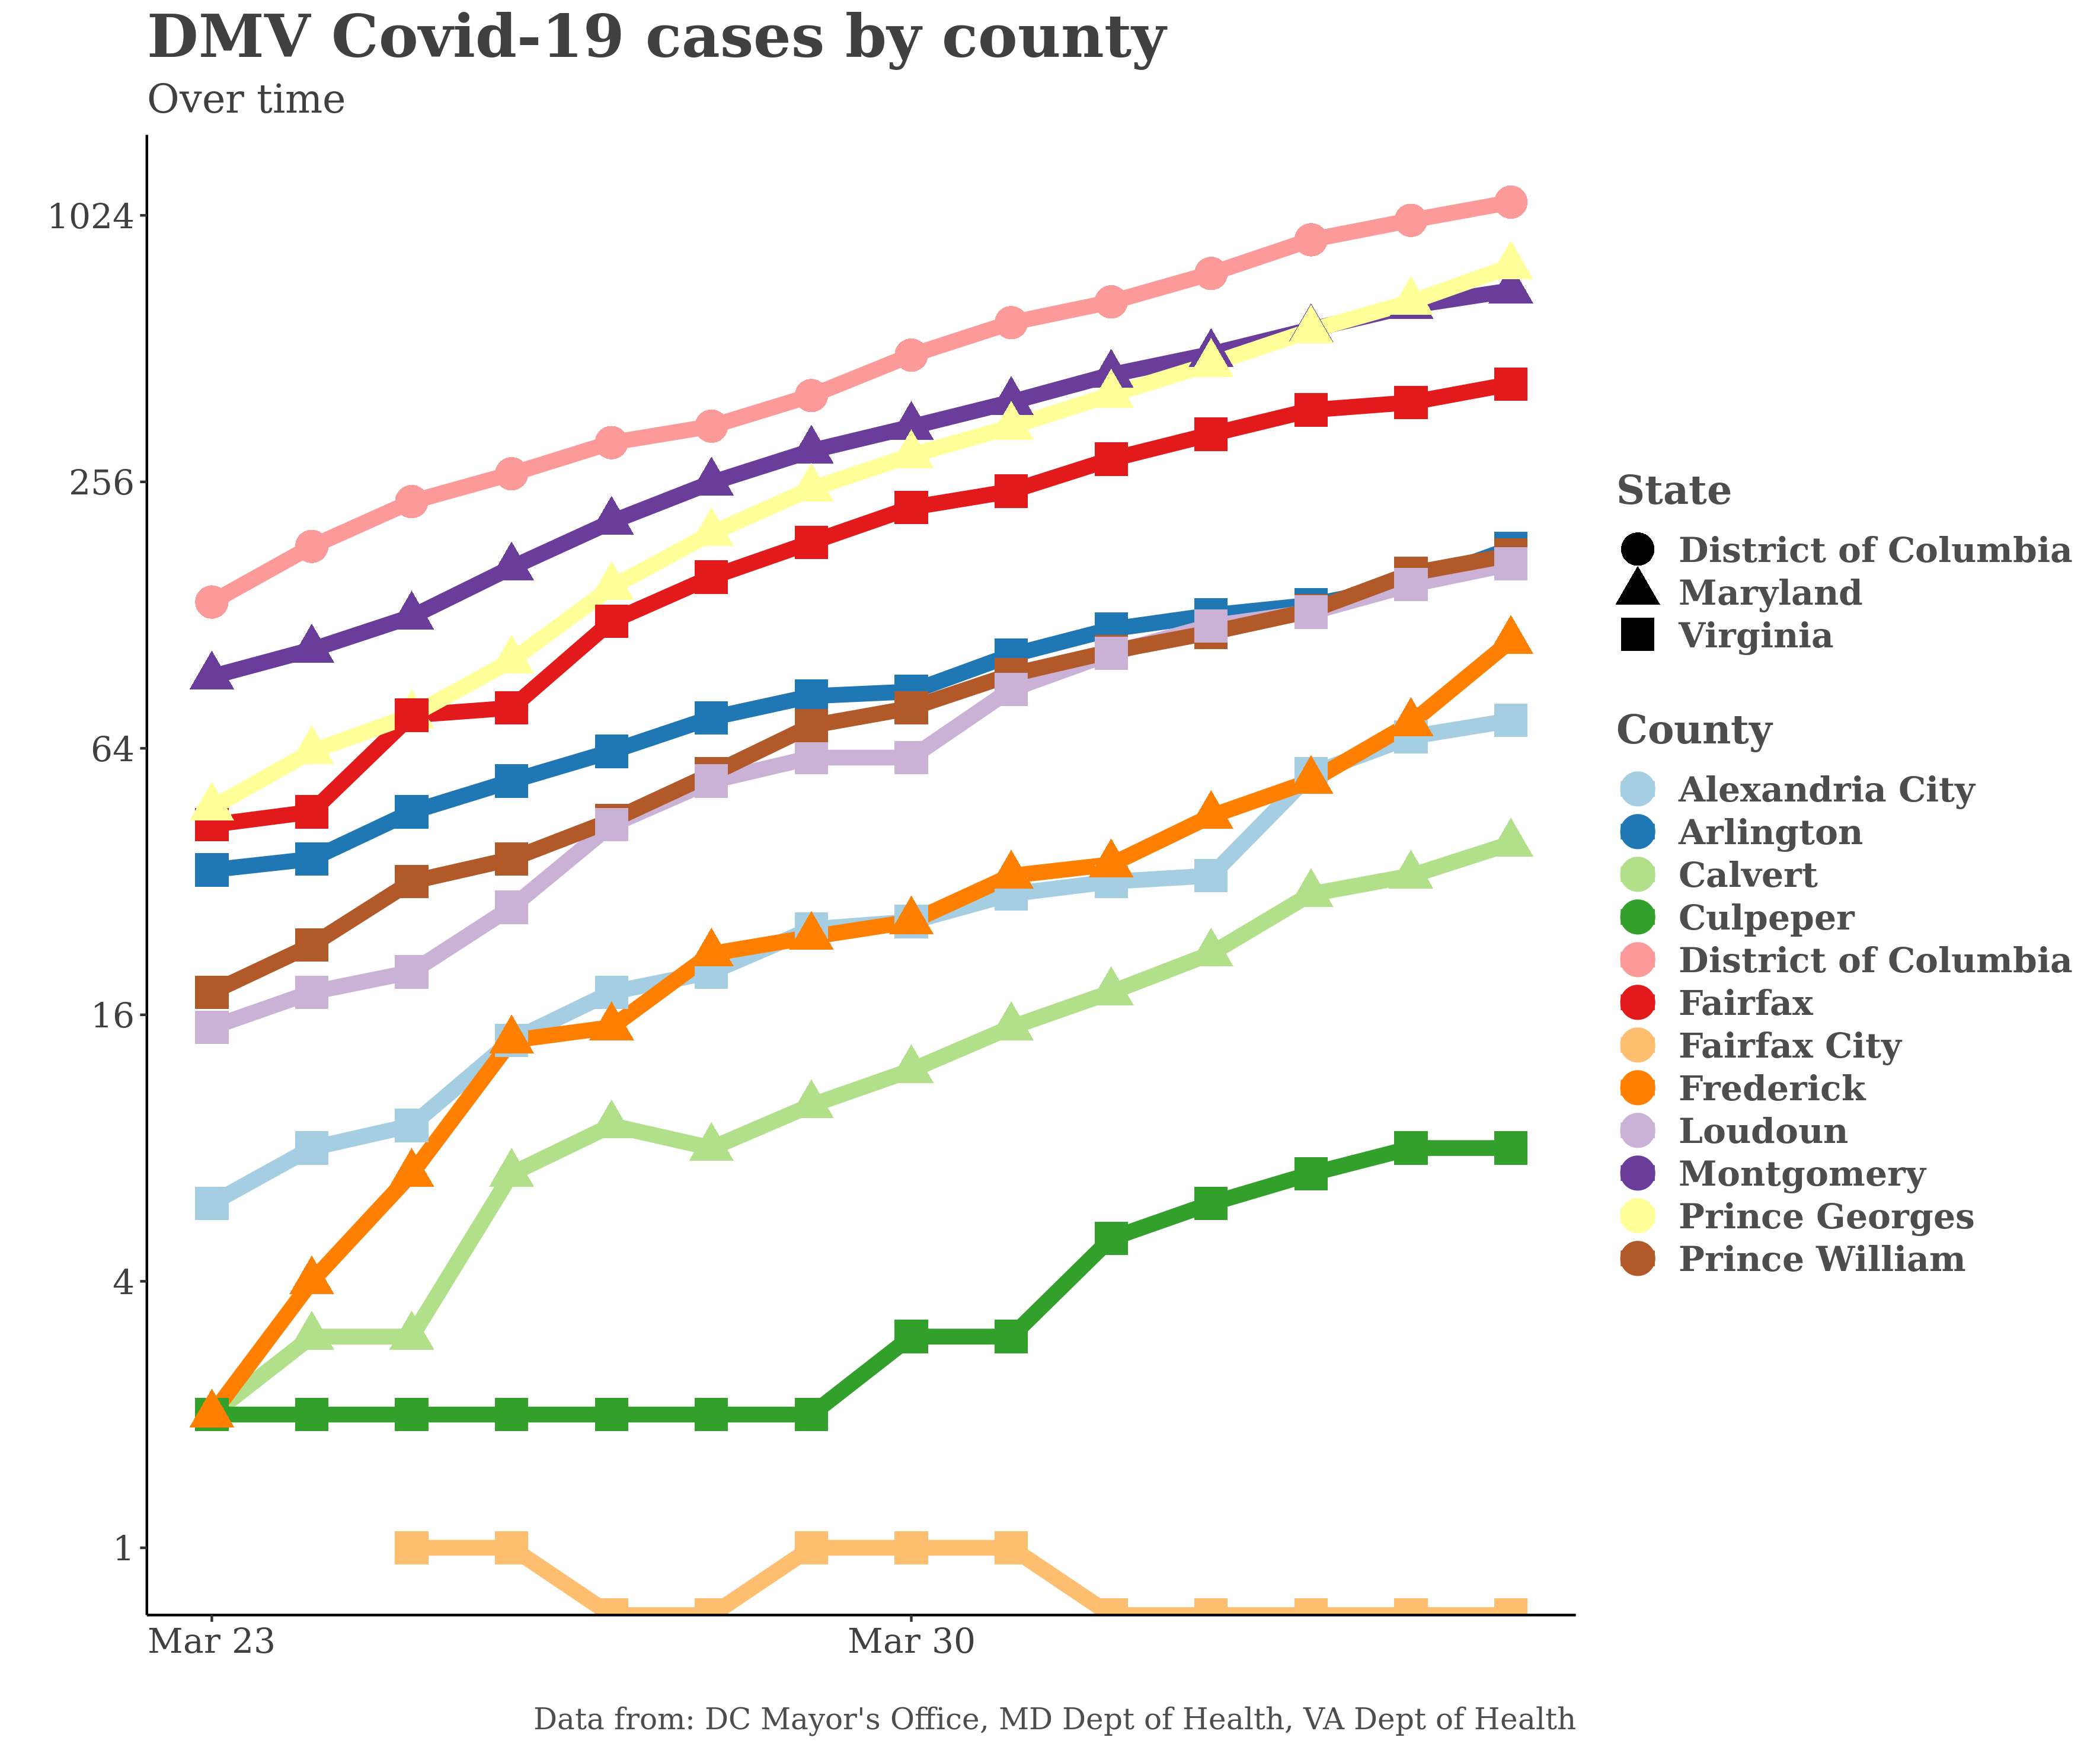 DMV Covid-19 cases by county
Over time
1024
256
64
16
4
1
Mar 23
Mar 30
State
District of Columbia
Maryland
Virginia
County
Alexandria City
Arlington
Calvert
Culpeper
District of Columbia
Fairfax
Fairfax City
Frederick
Loudoun
Montgomery
Prince Georges
Prince William
Data from: DC Mayor's Office, MD Dept of Health, VA Dept of Health